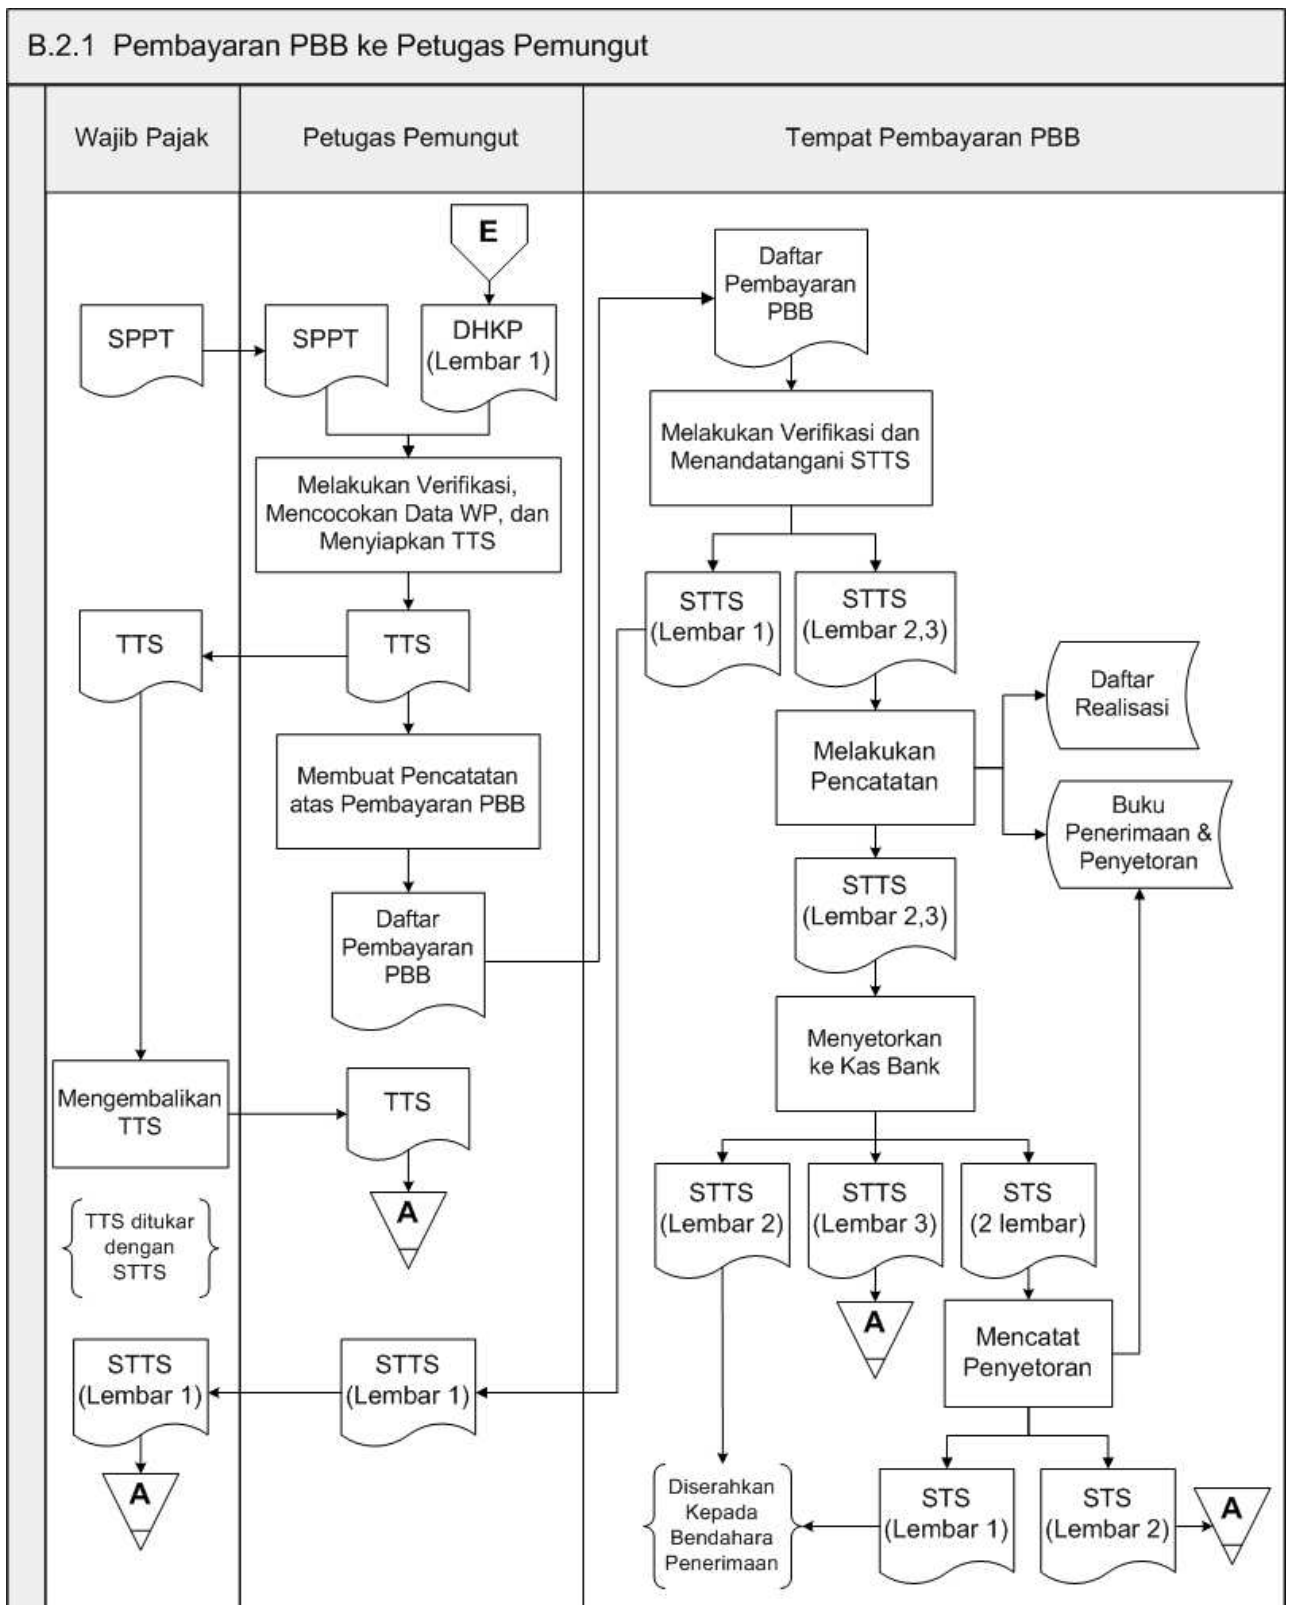 B.2.1 Pembayaran PBB ke Petugas Pemungut
Wajib Pajak
Petugas Pemungut
Tempat Pembayaran PBB
E
SPPT
SPPT
DHKP
(Lembar 1)
Melakukan Verifikasi,
Mencocokan Data WP, dan
Menyiapkan TTS
TTS
TTS
Membuat Pencatatan
atas Pembayaran PBB
Daftar
Pembayaran
PBB
Mengembalikan
TTS
TTS
A
TTS ditukar
dengan
STTS
STTS
(Lembar 1)
STTS
(Lembar 1)
A
Daftar
Pembayaran
PBB
Melakukan Verifikasi dan
Menandatangani STTS
STTS
(Lembar 1)
STTS
(Lembar 2,3)
Melakukan
Pencatatan
Daftar
Realisasi
Buku
Penerimaan &
Penyetoran
STTS
(Lembar 2,3)
Menyetorkan
ke Kas Bank
STTS
(Lembar 2)
STTS
(Lembar 3)
STS
(2 lembar)
A
Mencatat
Penyetoran
Diserahkan
Kepada
Bendahara
Penerimaan
STS
(Lembar 1)
STS
(Lembar 2)
A